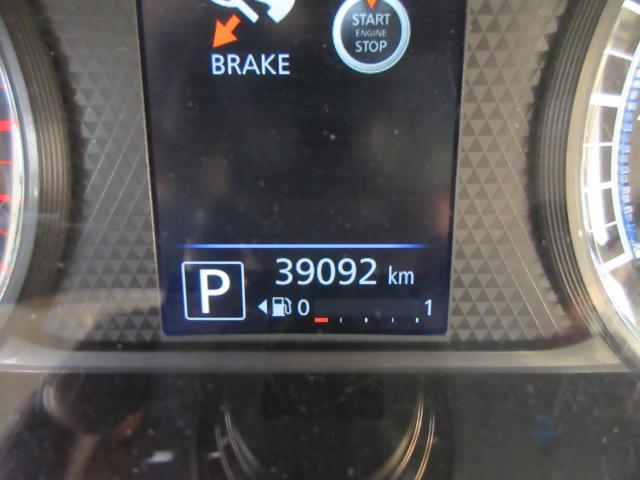 START
ENGINE
STOP
BRAKE
P 39092 km
0 1